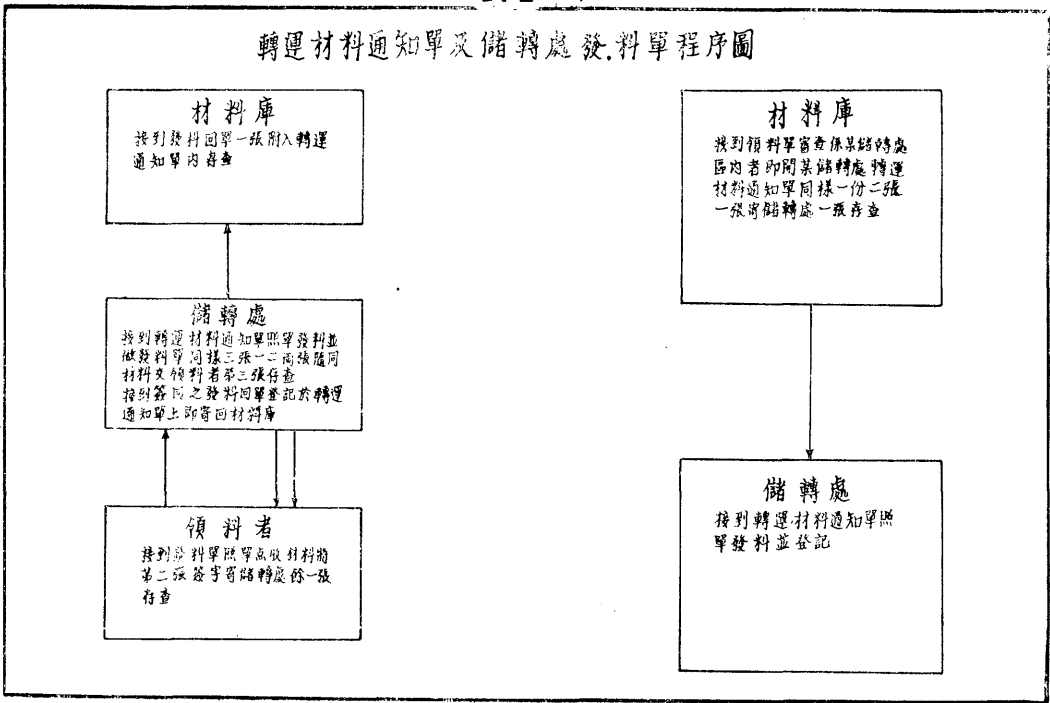 轉運材料通知單及儲轉處發.料單程序圖
材料庫
接到發料回單一張附入轉運
通知單內存查
儲轉處
接到轉運材料通知單照單發料並
做發料單同樣三張一二兩張隨同
材料交領料者第三張存查
接到簽回之發料回單登記於轉運
通知單上即寄回材料庫
領料者
接到發料單照單点收材料將
第二張簽字寄儲轉處餘一張
存查
材料庫
接到領料單審查係某儲轉處
區內者即開某儲轉處轉運
材料通知單同樣一份二張
一張寄儲轉處一張存查
儲轉處
接到轉運材料通知單照
單發料並登記